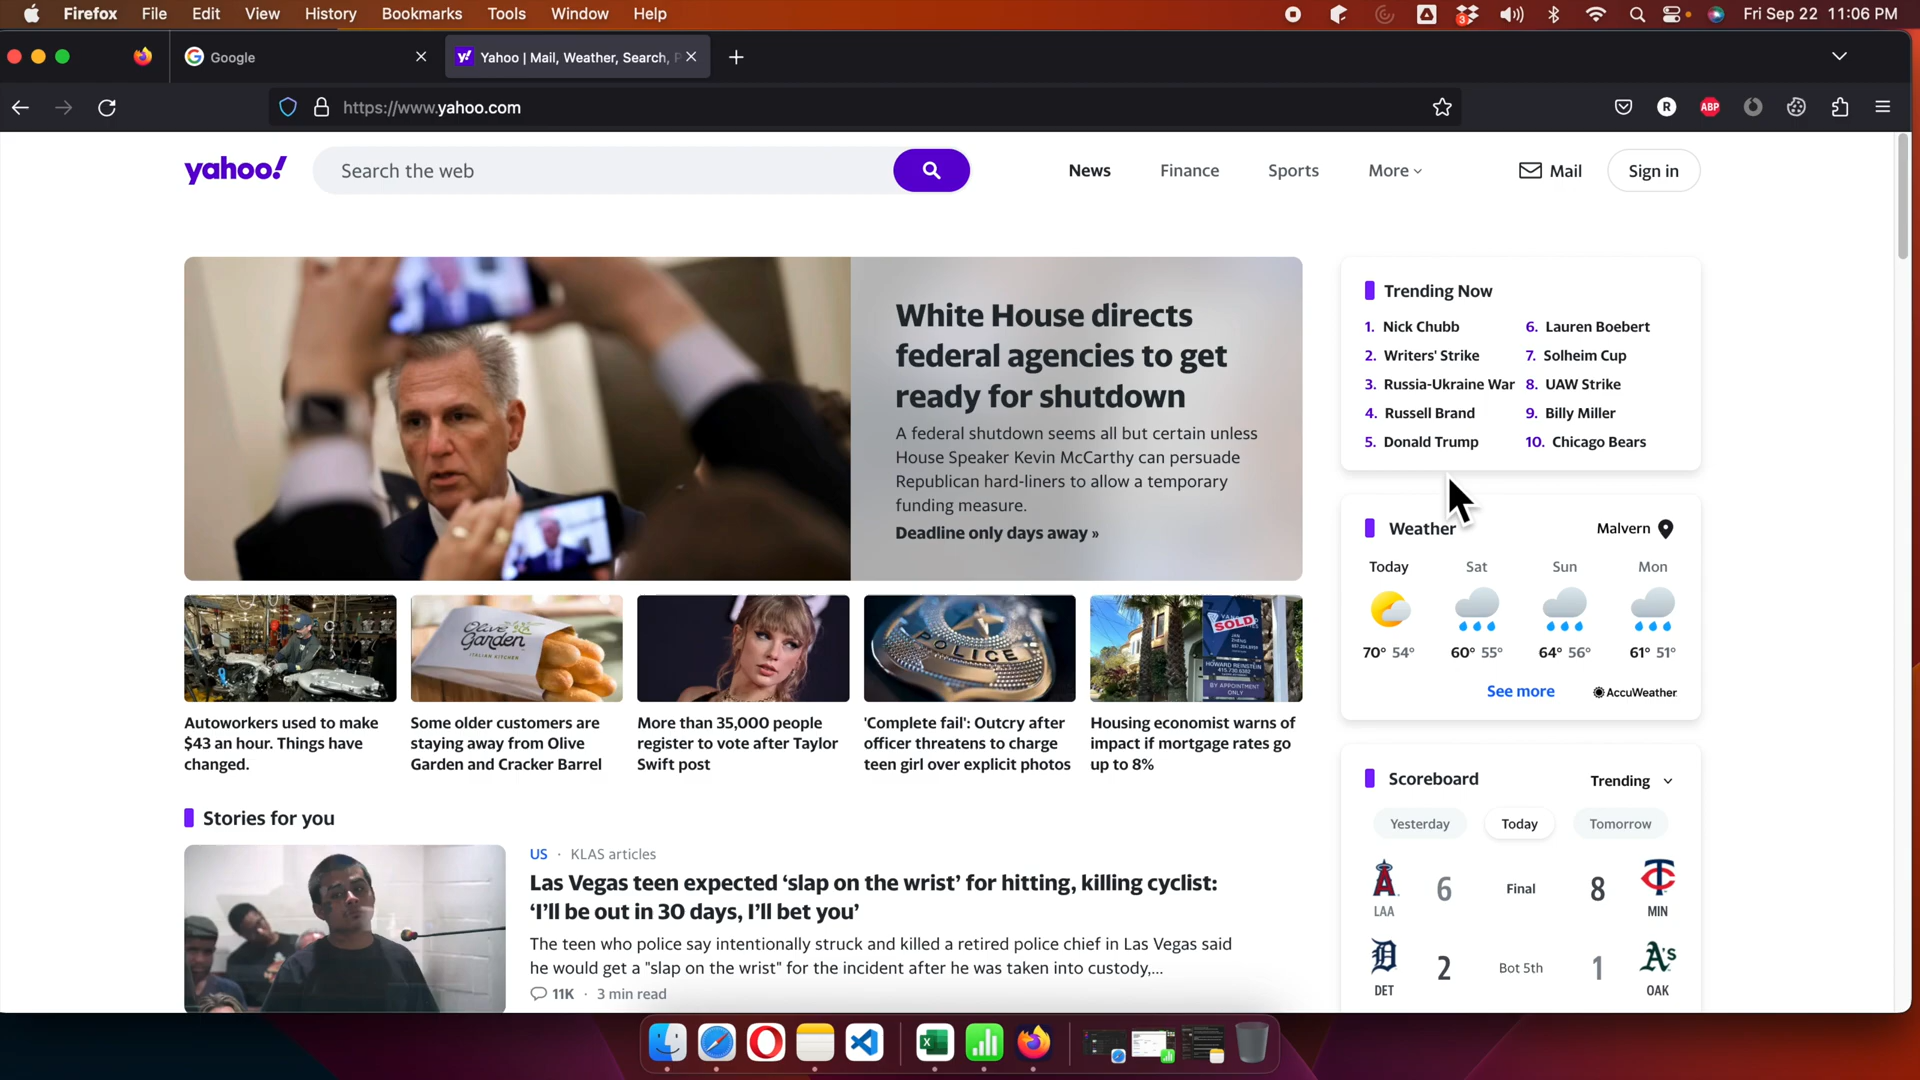 Firefox File Edit View History Bookmarks Tools Window Help
3
Fri Sep 22 11:06 PM
Google
Yahoo | Mail, Weather, Search, P
https://www.yahoo.com
R
ABP
yahoo!
Search the web
News Finance Sports More
Mail
Sign in
White House directs
federal agencies to get
ready for shutdown
A federal shutdown seems all but certain unless
House Speaker Kevin McCarthy can persuade
Republican hard-liners to allow a temporary
funding measure.
Deadline only days away »
Trending Now
1. Nick Chubb
2. Writers' Strike
3. Russia-Ukraine War
4. Russell Brand
5. Donald Trump
6. Lauren Boebert
7. Solheim Cup
8. UAW Strike
9. Billy Miller
10. Chicago Bears
Weather
Malvern
Today Sat Sun Mon
70° 54° 60° 55° 64° 56° 61° 51°
See more
AccuWeather
Olive
Garden
ITALIAN KITCHEN
POLICE
SOLD
HOWARD REINSTEIN
BY APPOINTMENT
ONLY
Autoworkers used to make
$43 an hour. Things have
changed.
Some older customers are
staying away from Olive
Garden and Cracker Barrel
More than 35,000 people
register to vote after Taylor
Swift post
'Complete fail': Outcry after
officer threatens to charge
teen girl over explicit photos
Housing economist warns of
impact if mortgage rates go
up to 8%
Scoreboard
Trending
Yesterday Today Tomorrow
6 Final 8
LAA MIN
2 Bot 5th 1
A's
DET OAK
Stories for you
US · KLAS articles
Las Vegas teen expected ‘slap on the wrist’ for hitting, killing cyclist:
‘I’ll be out in 30 days, I’ll bet you’
The teen who police say intentionally struck and killed a retired police chief in Las Vegas said
he would get a "slap on the wrist" for the incident after he was taken into custody,...
11K · 3 min read